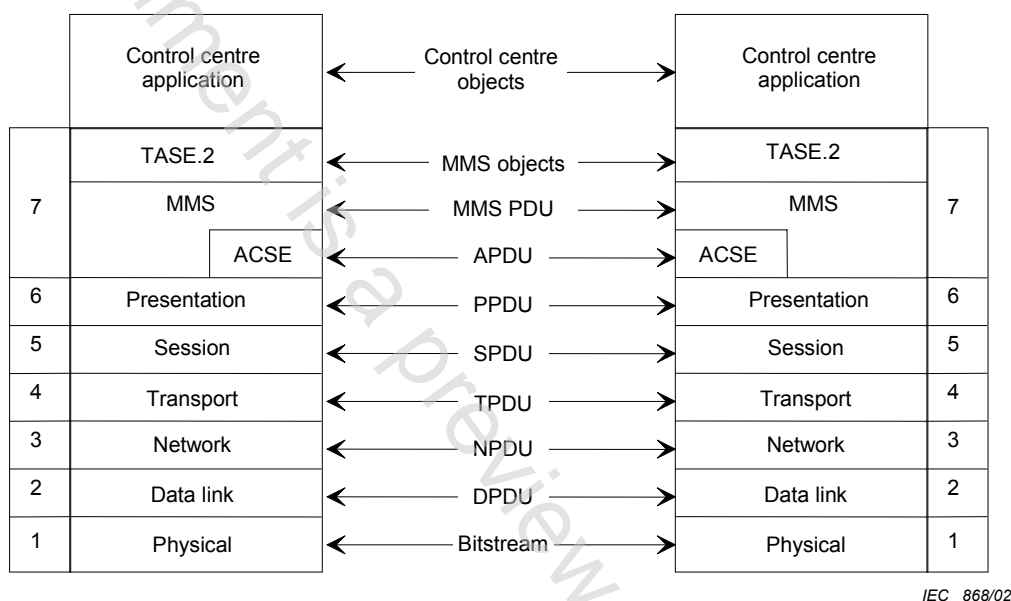 Control centre
application
Control centre
objects
Control centre
application
TASE.2
MMS objects
TASE.2
7
MMS
MMS PDU
MMS
7
ACSE
APDU
ACSE
6
Presentation
PPDU
Presentation
6
5
Session
SPDU
Session
5
4
Transport
TPDU
Transport
4
3
Network
NPDU
Network
3
2
Data link
DPDU
Data link
2
1
Physical
Bitstream
Physical
1
IEC 868/02
is a preview